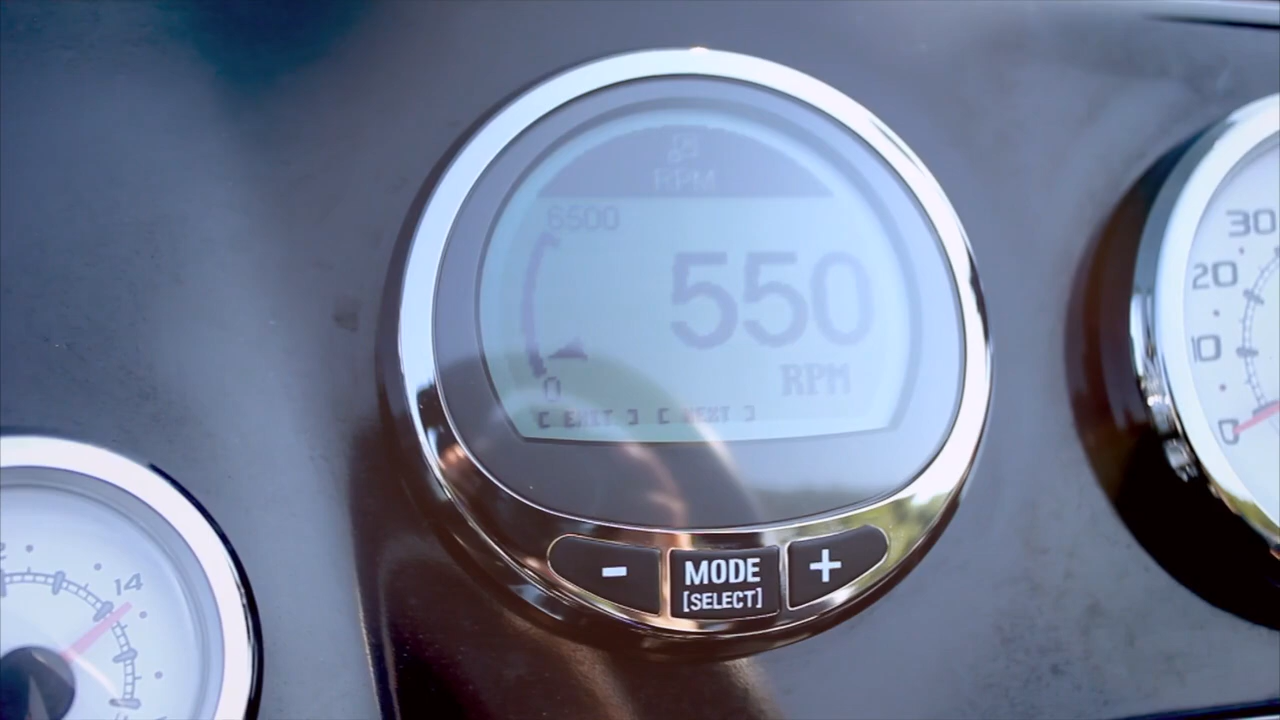 RPM
6500
550
0
RPM
[ EXIT ] [ NEXT ]
-
MODE
+
[SELECT]
30
20
10
0
14